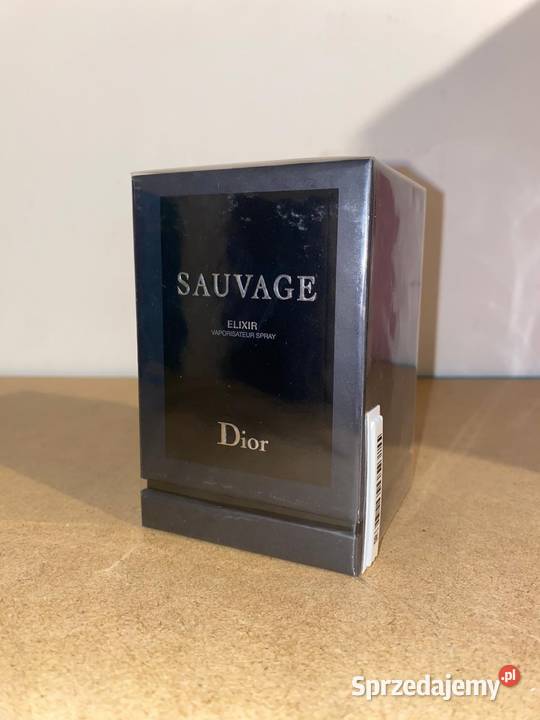 SAUVAGE
ELIXIR
VAPORISATEUR SPRAY
Dior
Sprzedajemy.pl